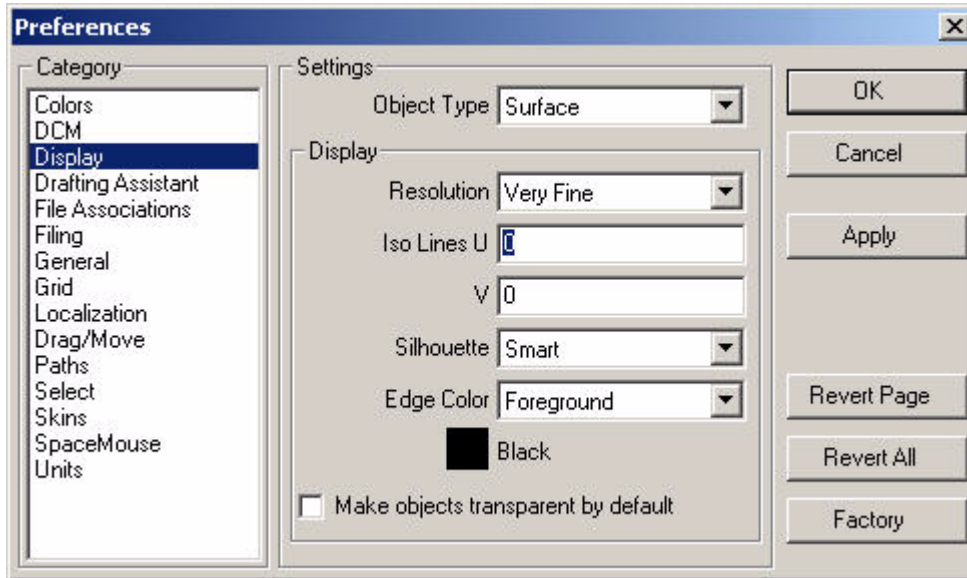 Preferences
Category
Colors
DCM
Display
Drafting Assistant
File Associations
Filing
General
Grid
Localization
Drag/Move
Paths
Select
Skins
SpaceMouse
Units
Settings
Object Type Surface
Display
Resolution Very Fine
Iso Lines U 0
V 0
Silhouette Smart
Edge Color Foreground
Black
Make objects transparent by default
OK
Cancel
Apply
Revert Page
Revert All
Factory